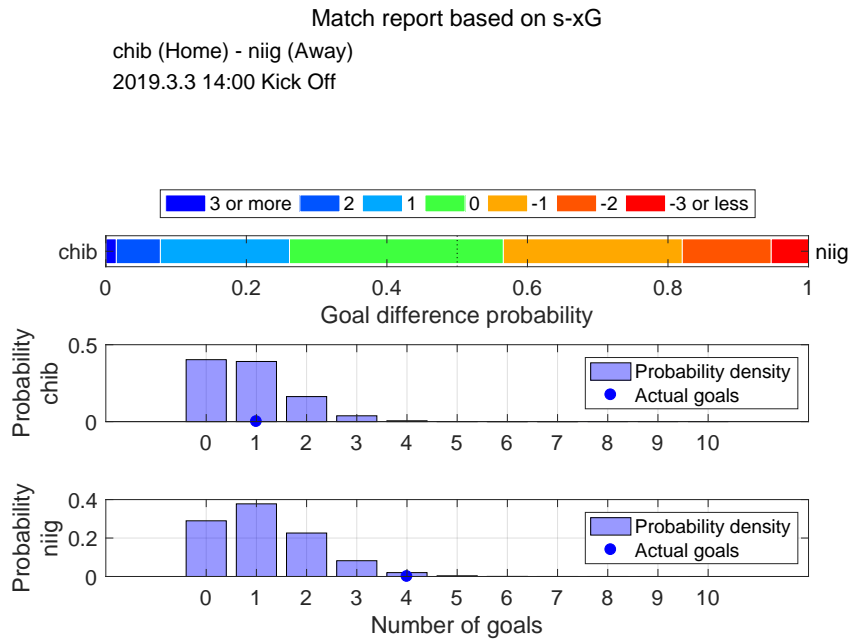 Match report based on s-xG
chib (Home) - niig (Away)
2019.3.3 14:00 Kick Off
3 or more 2 1 0 -1 -2 -3 or less
chib niig
0 0.2 0.4 0.6 0.8 1
Goal difference probability
Probability
chib
0.5
0
Probability density
Actual goals
0 1 2 3 4 5 6 7 8 9 10
Probability
niig
0.4
0.2
0
Probability density
Actual goals
0 1 2 3 4 5 6 7 8 9 10
Number of goals